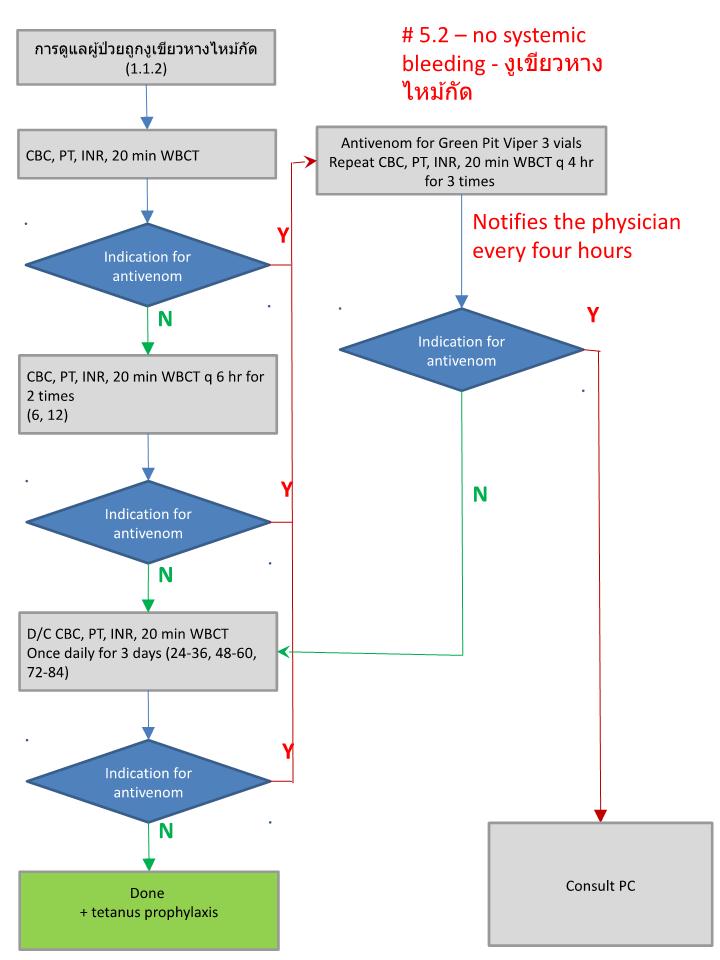 # 5.2 – no systemic
bleeding - งูเขียวหาง
ไหม้กัด
การดูแลผู้ป่วยถูกงูเขียวหางไหม้กัด
(1.1.2)
CBC, PT, INR, 20 min WBCT
Antivenom for Green Pit Viper 3 vials
Repeat CBC, PT, INR, 20 min WBCT q 4 hr
for 3 times
Y
Indication for
antivenom
Notifies the physician
every four hours
N
Y
Indication for
antivenom
CBC, PT, INR, 20 min WBCT q 6 hr for
2 times
(6, 12)
Y
N
Indication for
antivenom
N
D/C CBC, PT, INR, 20 min WBCT
Once daily for 3 days (24-36, 48-60,
72-84)
Y
Indication for
antivenom
N
Done
+ tetanus prophylaxis
Consult PC